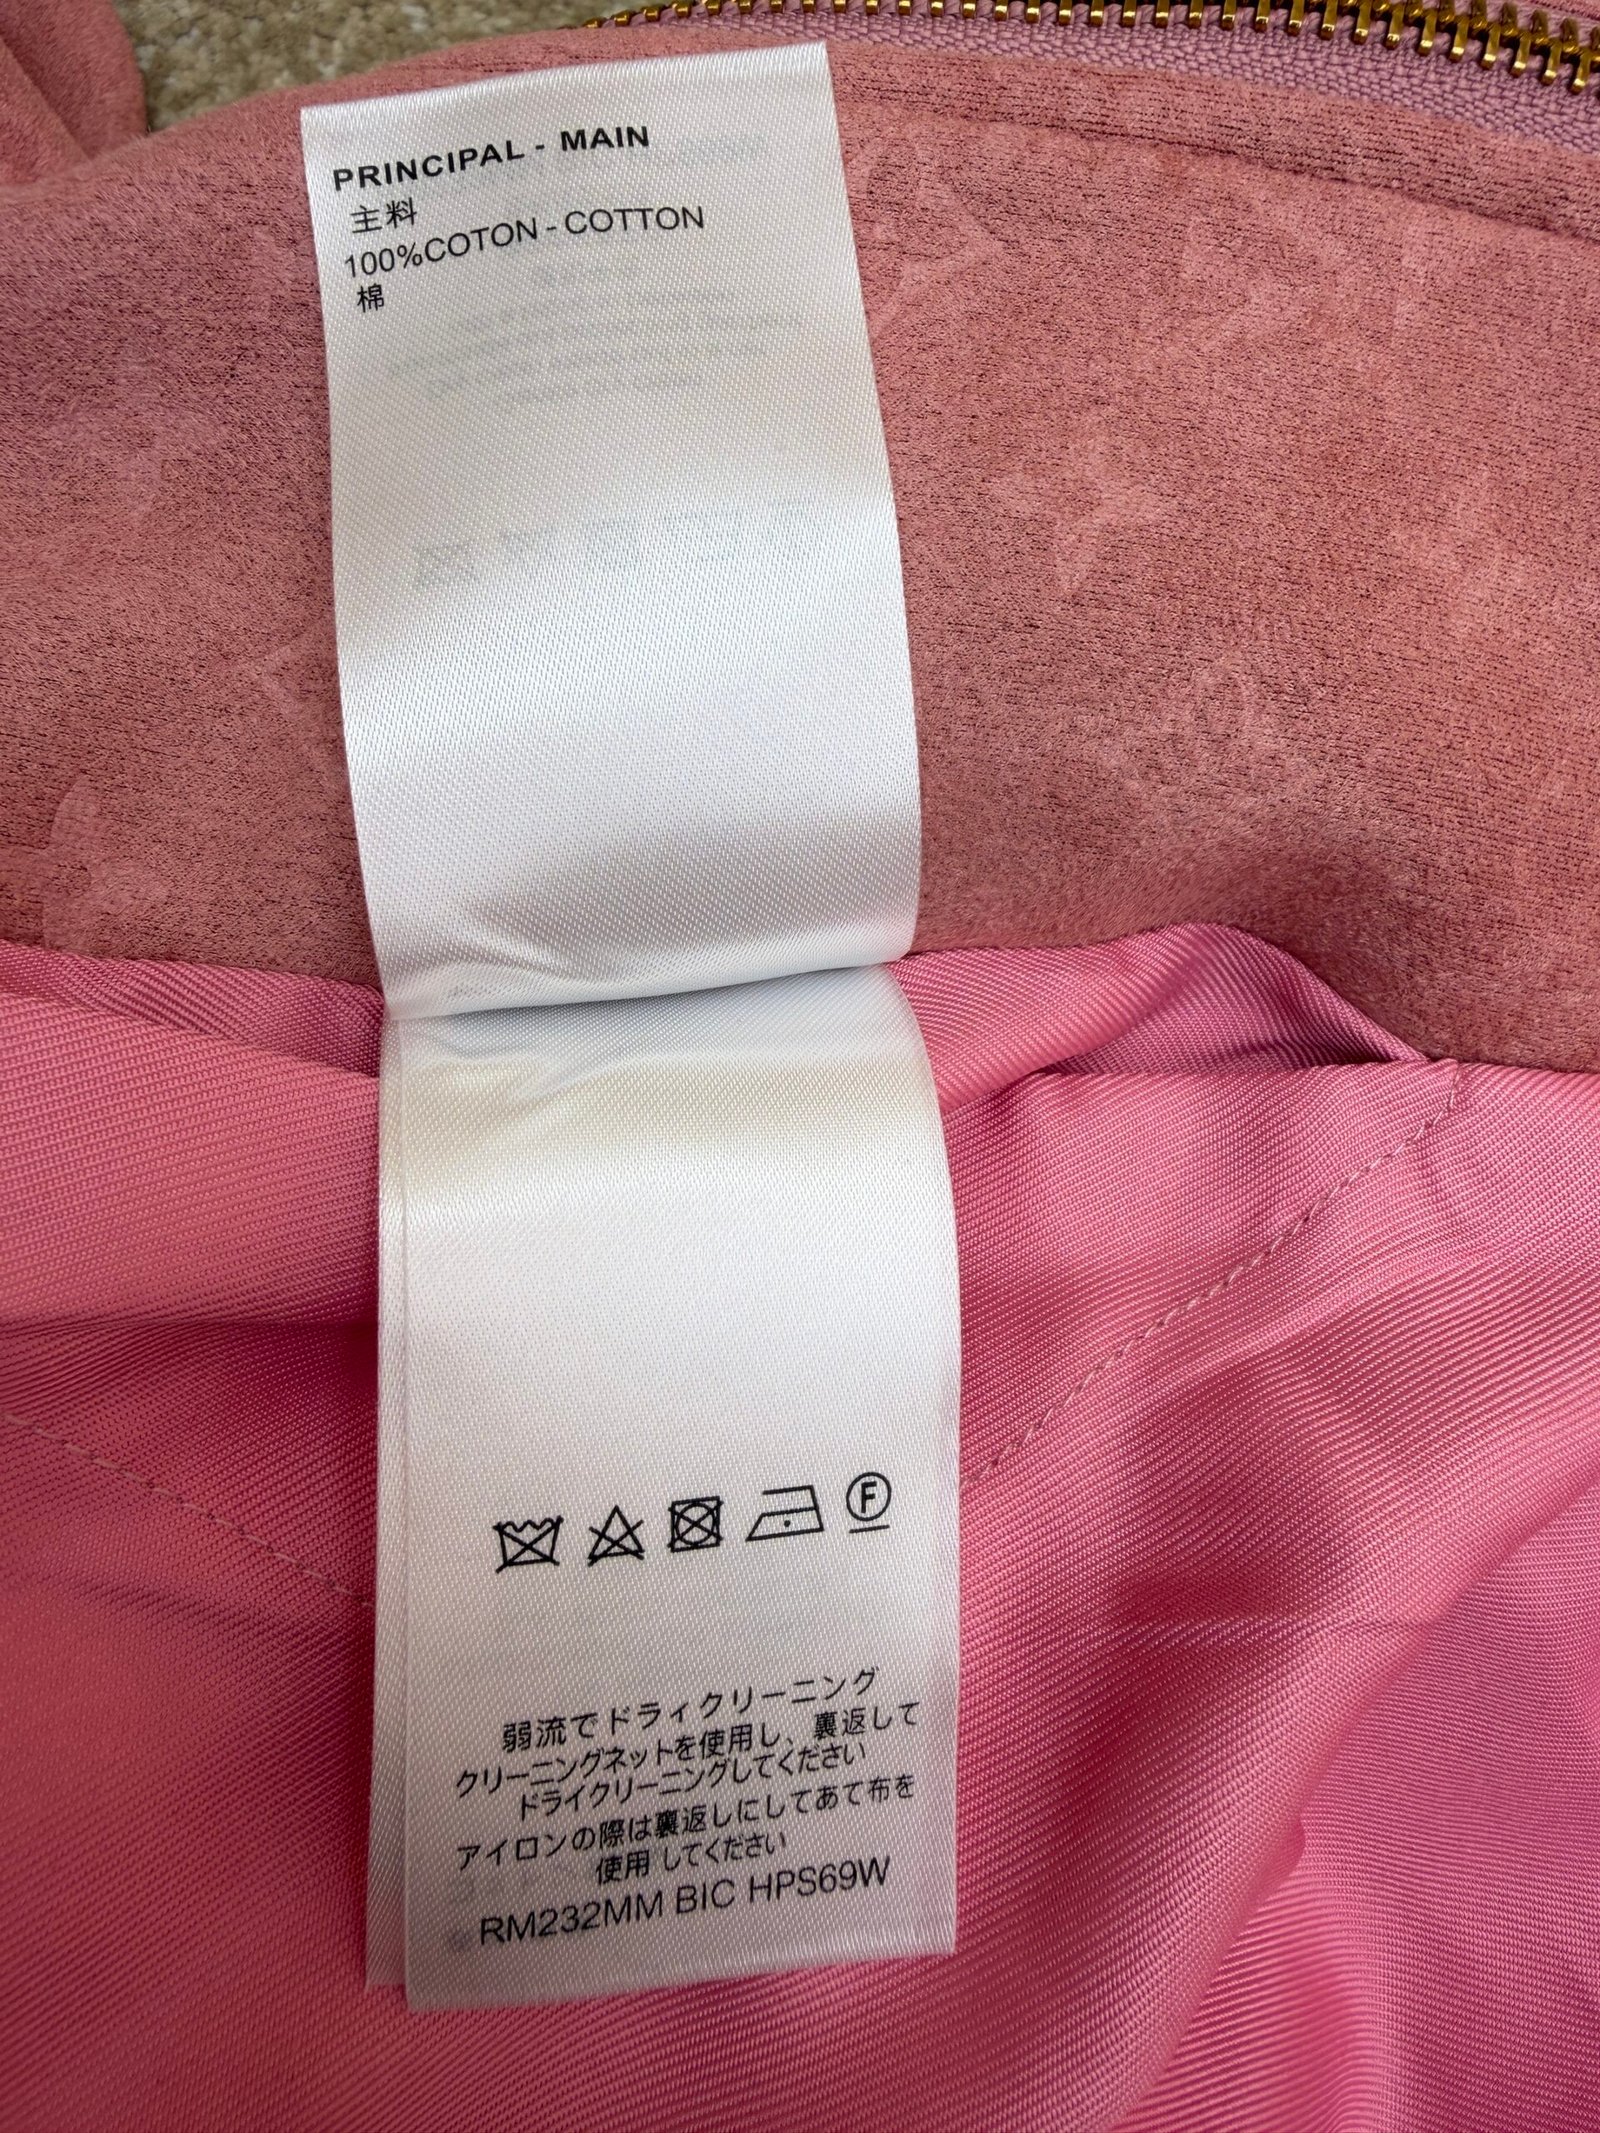 PRINCIPAL - MAIN
主料
100%COTON - COTTON
棉
F
弱流でドライクリーニング
クリーニングネットを使用し、裏返して
ドライクリーニングしてください
アイロンの際は裏返しにしてあて布を
使用してください
RM232MM BIC HPS69W